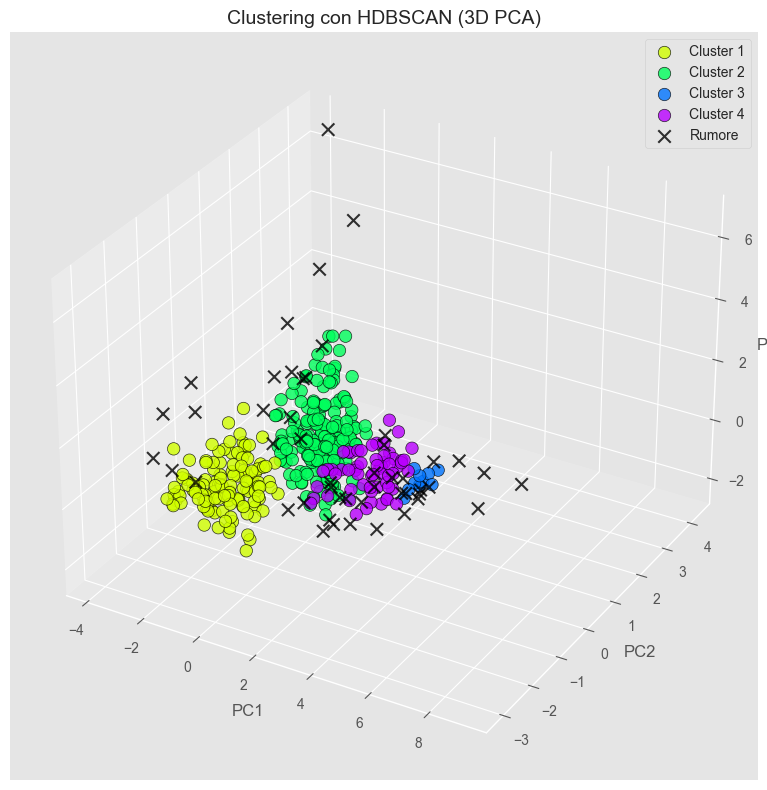 Clustering con HDBSCAN (3D PCA)
Cluster 1
Cluster 2
Cluster 3
Cluster 4
Rumore
6
4
2
0
−2
P
4
3
2
1
0
−1
−2
−3
PC2
−4
−2
0
2
4
6
8
PC1